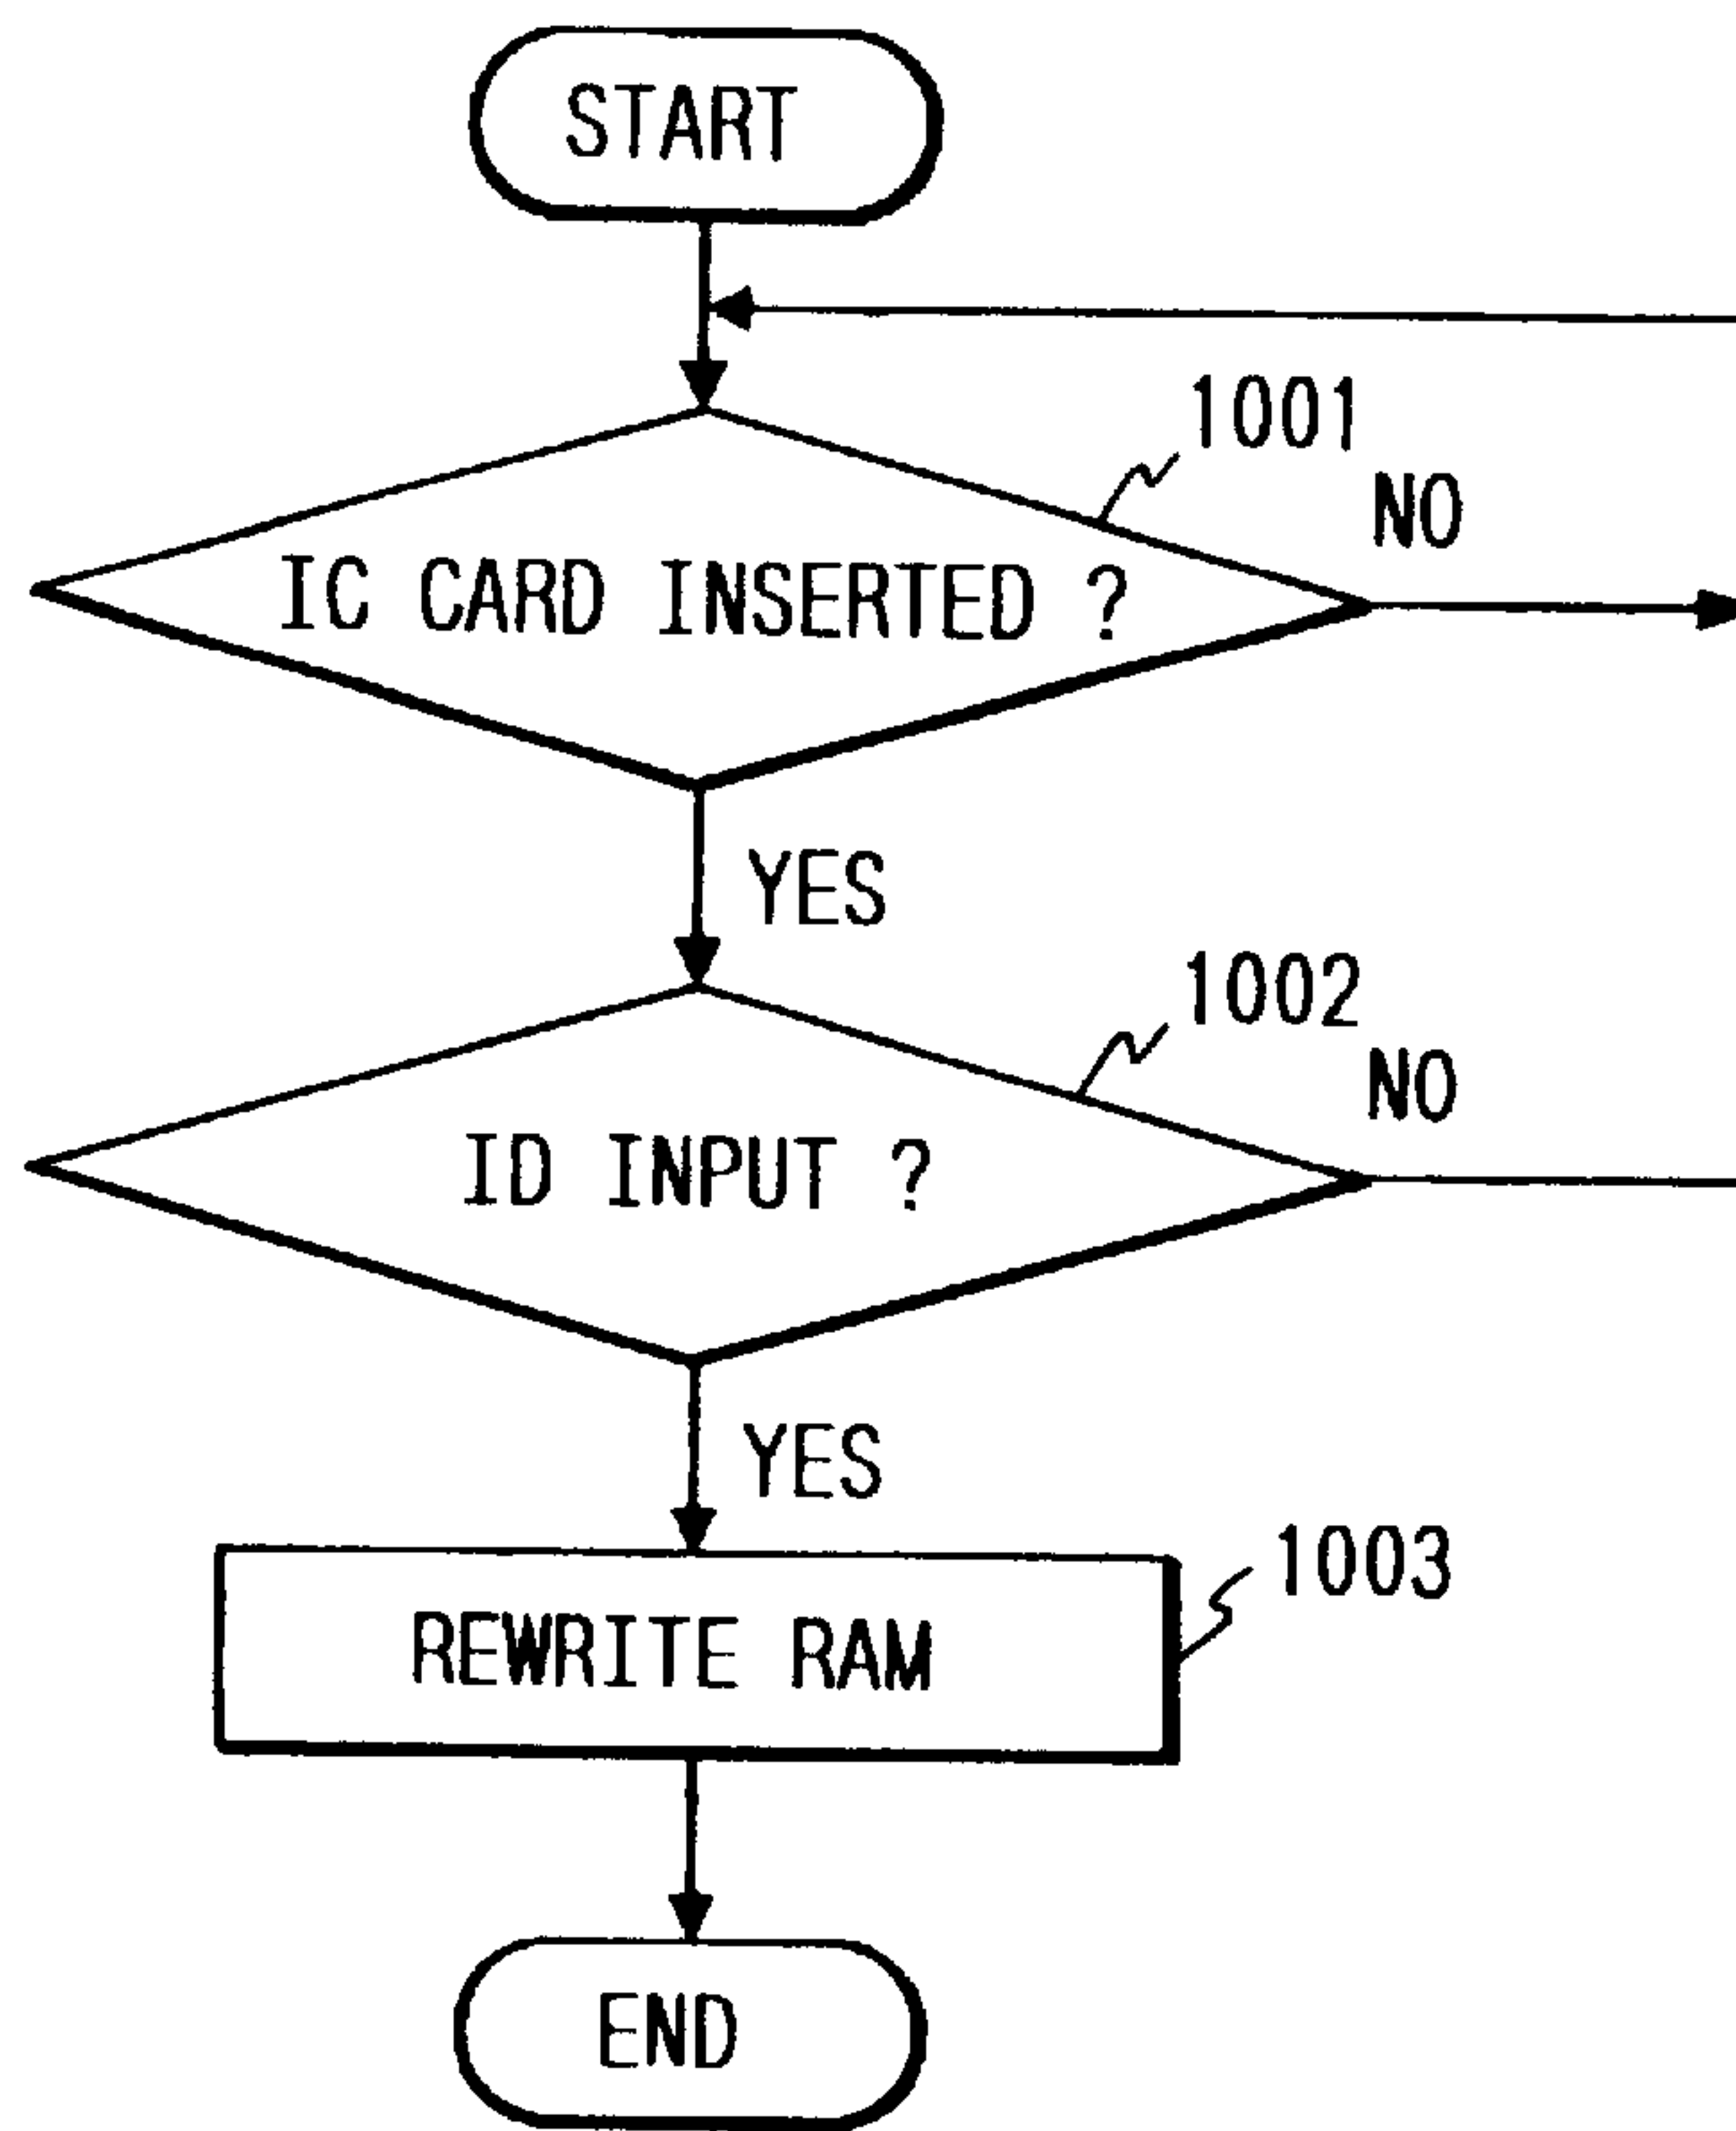 START
1001
NO
IC CARD INSERTED ?
YES
1002
NO
ID INPUT ?
YES
1003
REWRITE RAM
END